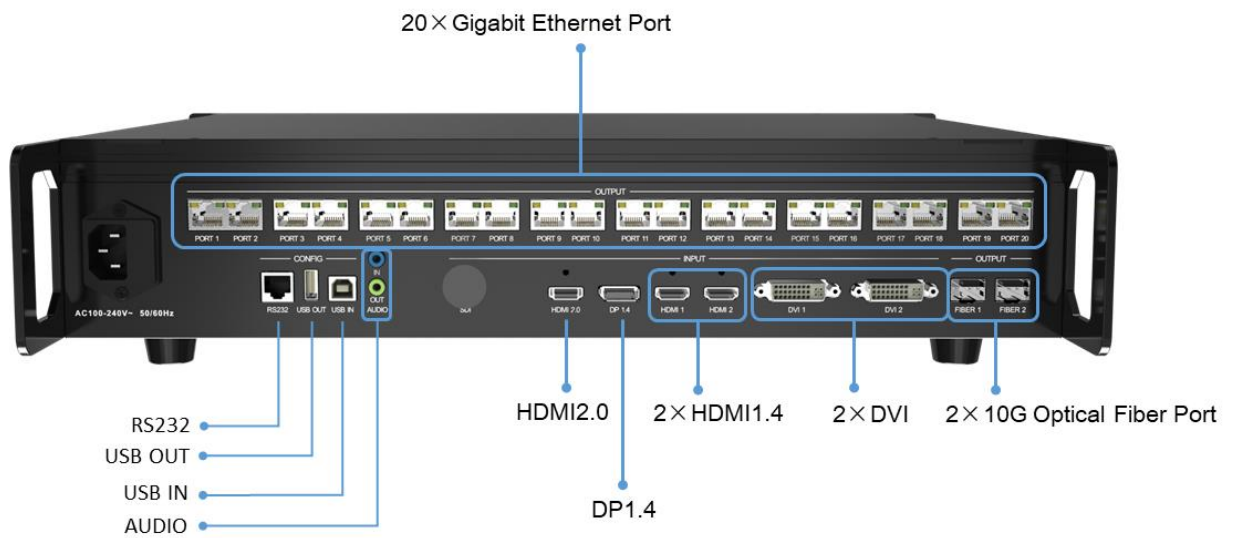 20×Gigabit Ethernet Port
OUTPUT
PORT 1 PORT 2 PORT 3 PORT 4 PORT 5 PORT 6 PORT 7 PORT 8 PORT 9 PORT 10 PORT 11 PORT 12 PORT 13 PORT 14 PORT 15 PORT 16 PORT 17 PORT 18 PORT 19 PORT 20
CONFIG INPUT OUTPUT
IN
OUT
AC100-240V~ 50/60Hz RS232 USB OUT USB IN AUDIO HDMI 2.0 DP 1.4 HDMI 1 HDMI 2 DVI 1 DVI 2 FIBER 1 FIBER 2
HDMI2.0 2×HDMI1.4 2×DVI 2×10G Optical Fiber Port
RS232
USB OUT
USB IN
DP1.4
AUDIO